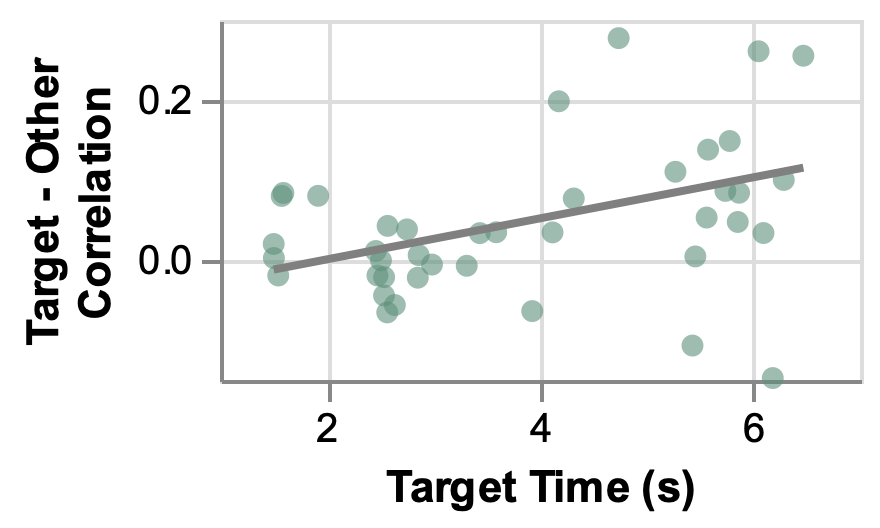 Target - Other
Correlation
0.2
0.0
2
4
6
Target Time (s)